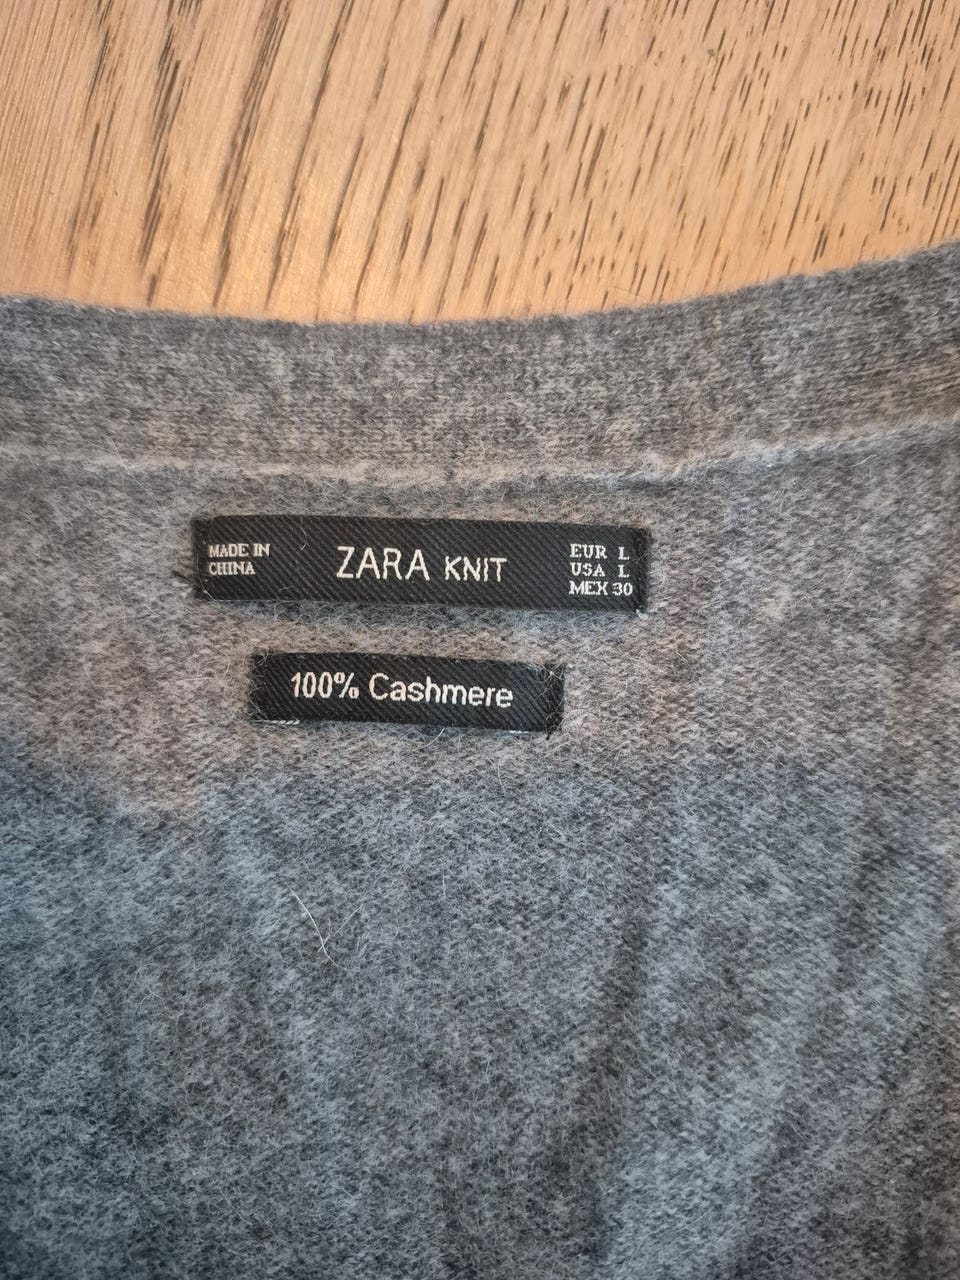 MADE IN
CHINA
ZARA KNIT
EUR L
USA L
MEX 30
100% Cashmere